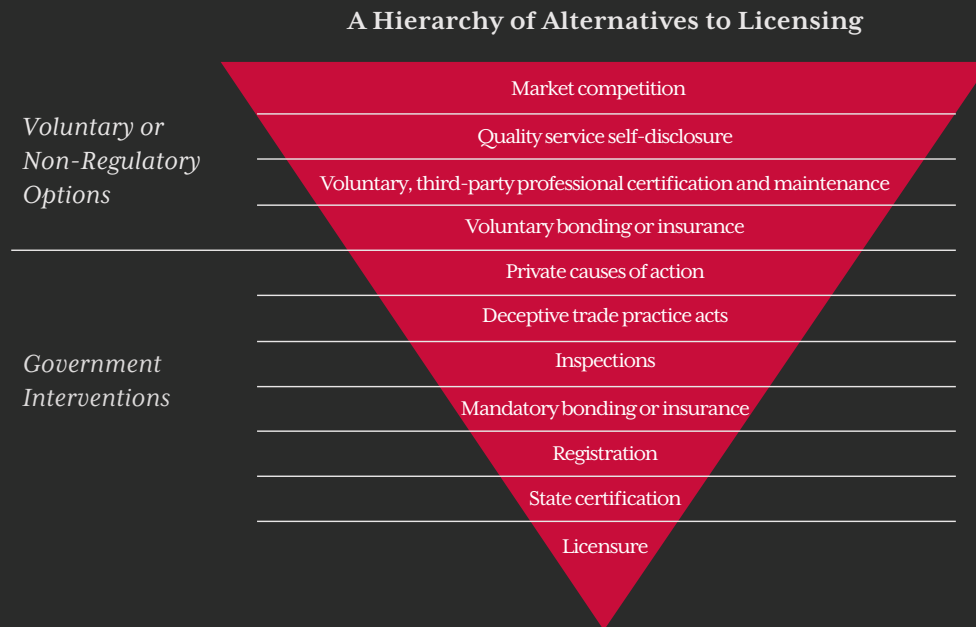 A Hierarchy of Alternatives to Licensing
Voluntary or
Non-Regulatory
Options
Market competition
Quality service self-disclosure
Voluntary, third-party professional certification and maintenance
Voluntary bonding or insurance
Government
Interventions
Private causes of action
Deceptive trade practice acts
Inspections
Mandatory bonding or insurance
Registration
State certification
Licensure